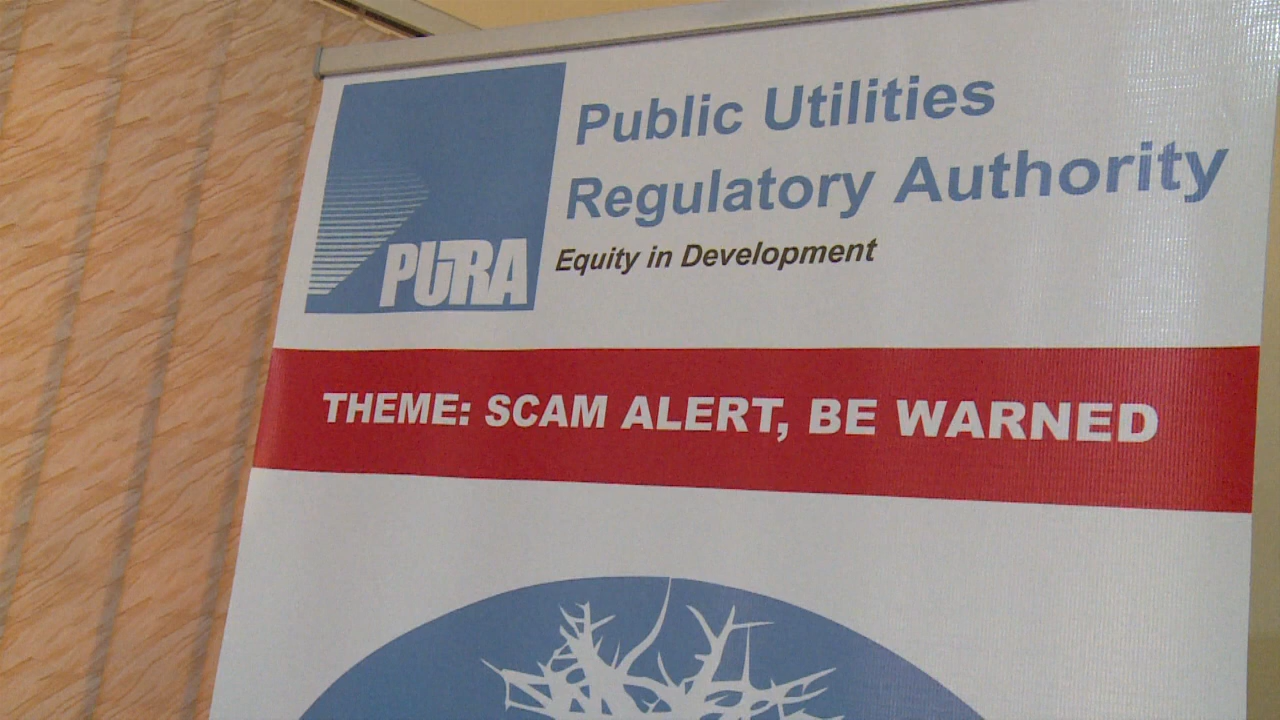 Public Utilities
Regulatory Authority
PURA
Equity in Development
THEME: SCAM ALERT, BE WARNED